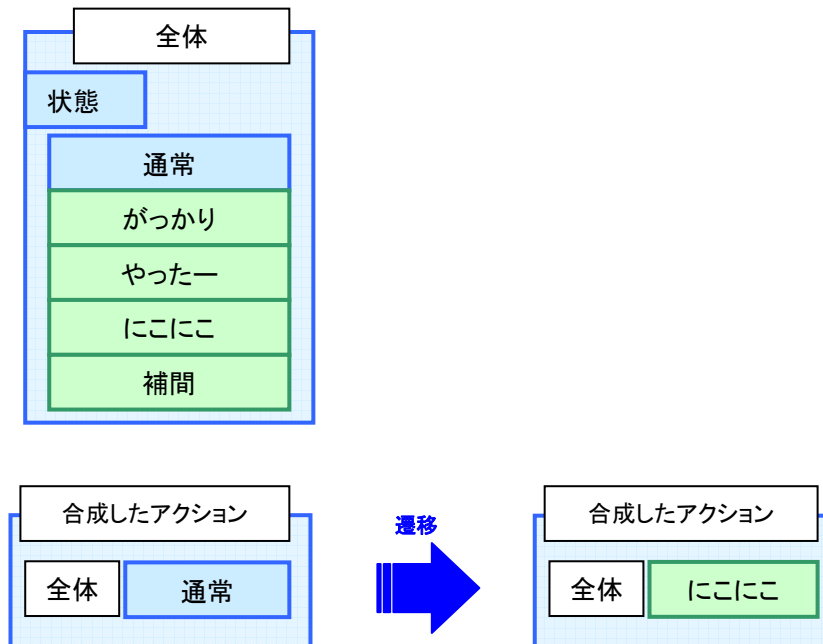 全体
状態
通常
がっかり
やったー
にこにこ
補間
合成したアクション
遷移
合成したアクション
全体
通常
全体
にこにこ